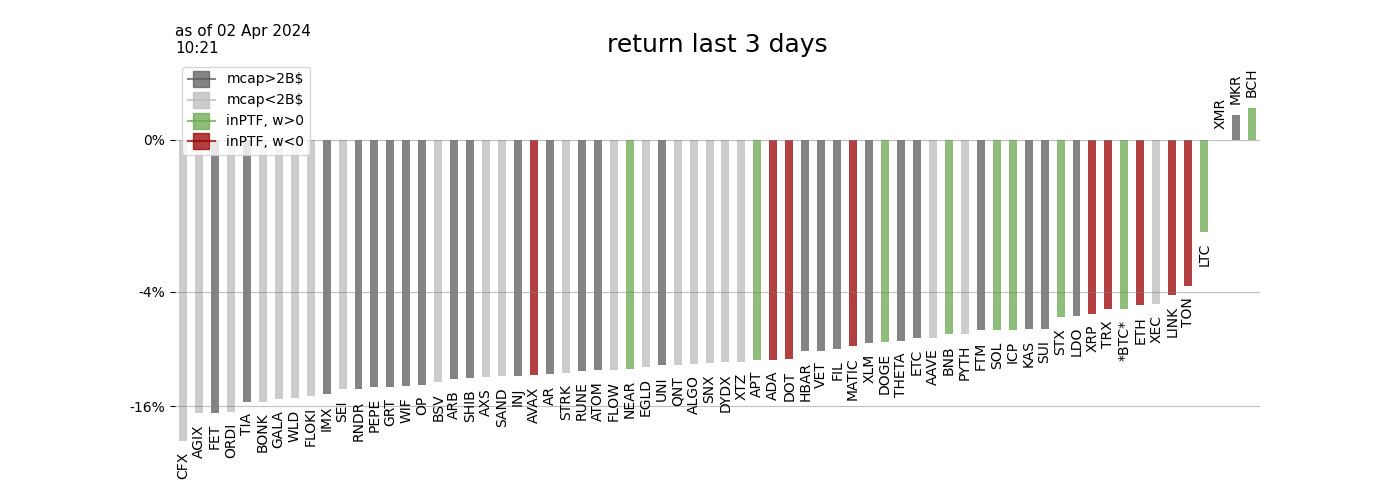 as of 02 Apr 2024
10:21
return last 3 days
mcap>2B$
mcap<2B$
inPTF, w>0
inPTF, w<0
0%
-4%
-16%
CFX
AGIX
FET
ORDI
TIA
BONK
GALA
WLD
FLOKI
IMX
SEI
RNDR
PEPE
GRT
WIF
OP
BSV
ARB
SHIB
AXS
SAND
INJ
AVAX
AR
STRK
RUNE
ATOM
FLOW
NEAR
EGLD
UNI
QNT
ALGO
SNX
DYDX
XTZ
APT
ADA
DOT
HBAR
VET
FIL
MATIC
XLM
DOGE
THETA
ETC
AAVE
BNB
PYTH
FTM
SOL
ICP
KAS
SUI
STX
LDO
XRP
TRX
*BTC*
ETH
XEC
LINK
TON
LTC
XMR
MKR
BCH